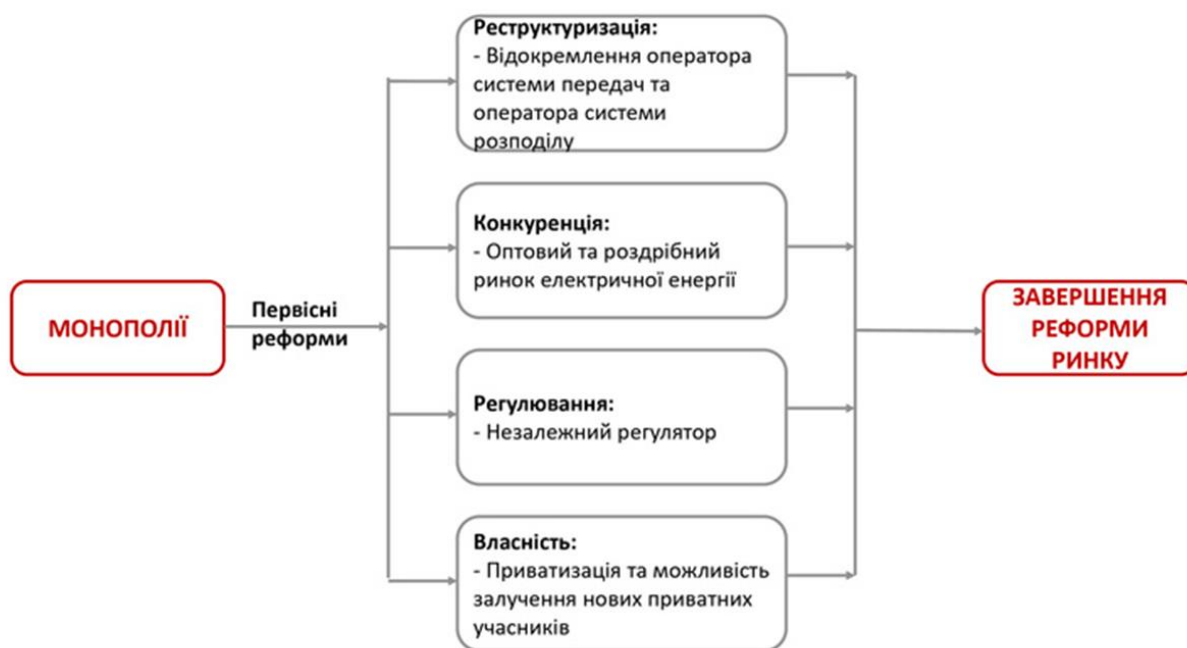 МОНОПОЛІЇ
Первісні
реформи
Реструктуризація:
- Відокремлення оператора
системи передач та
оператора системи
розподілу
Конкуренція:
- Оптовий та роздрібний
ринок електричної енергії
Регулювання:
- Незалежний регулятор
Власність:
- Приватизація та можливість
залучення нових приватних
учасників
ЗАВЕРШЕННЯ
РЕФОРМИ
РИНКУ